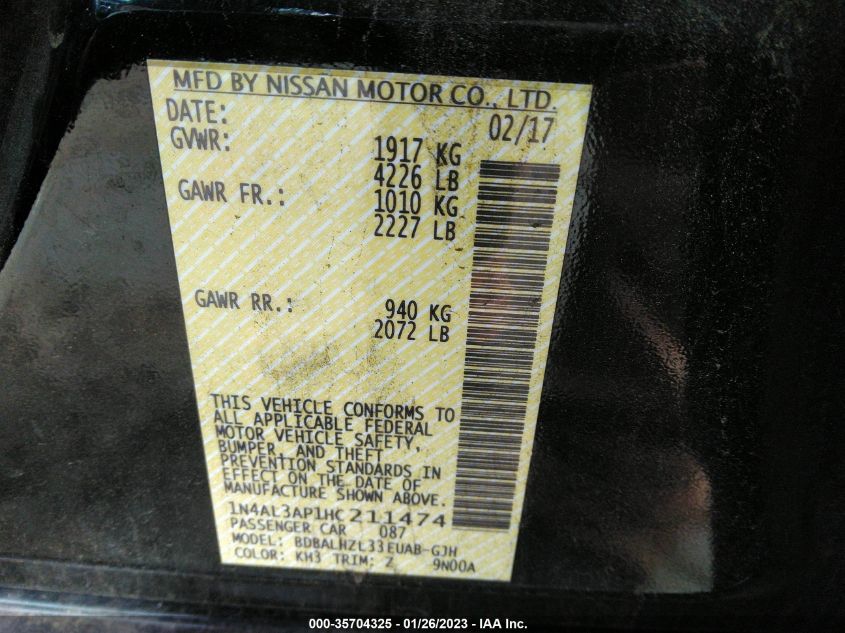 MFD BY NISSAN MOTOR CO., LTD.
DATE: 02/17
GVWR: 1917 KG
4226 LB
GAWR FR.: 1010 KG
2227 LB
GAWR RR.: 940 KG
2072 LB
THIS VEHICLE CONFORMS TO
ALL APPLICABLE FEDERAL
MOTOR VEHICLE SAFETY,
BUMPER, AND THEFT
PREVENTION STANDARDS IN
EFFECT ON THE DATE OF
MANUFACTURE SHOWN ABOVE.
1N4AL3AP1HC211474
PASSENGER CAR 087
MODEL: BDBALHZL33EUAB-GJH
COLOR: KH3 TRIM: Z 9N00A
000-35704325 - 01/26/2023 - IAA Inc.